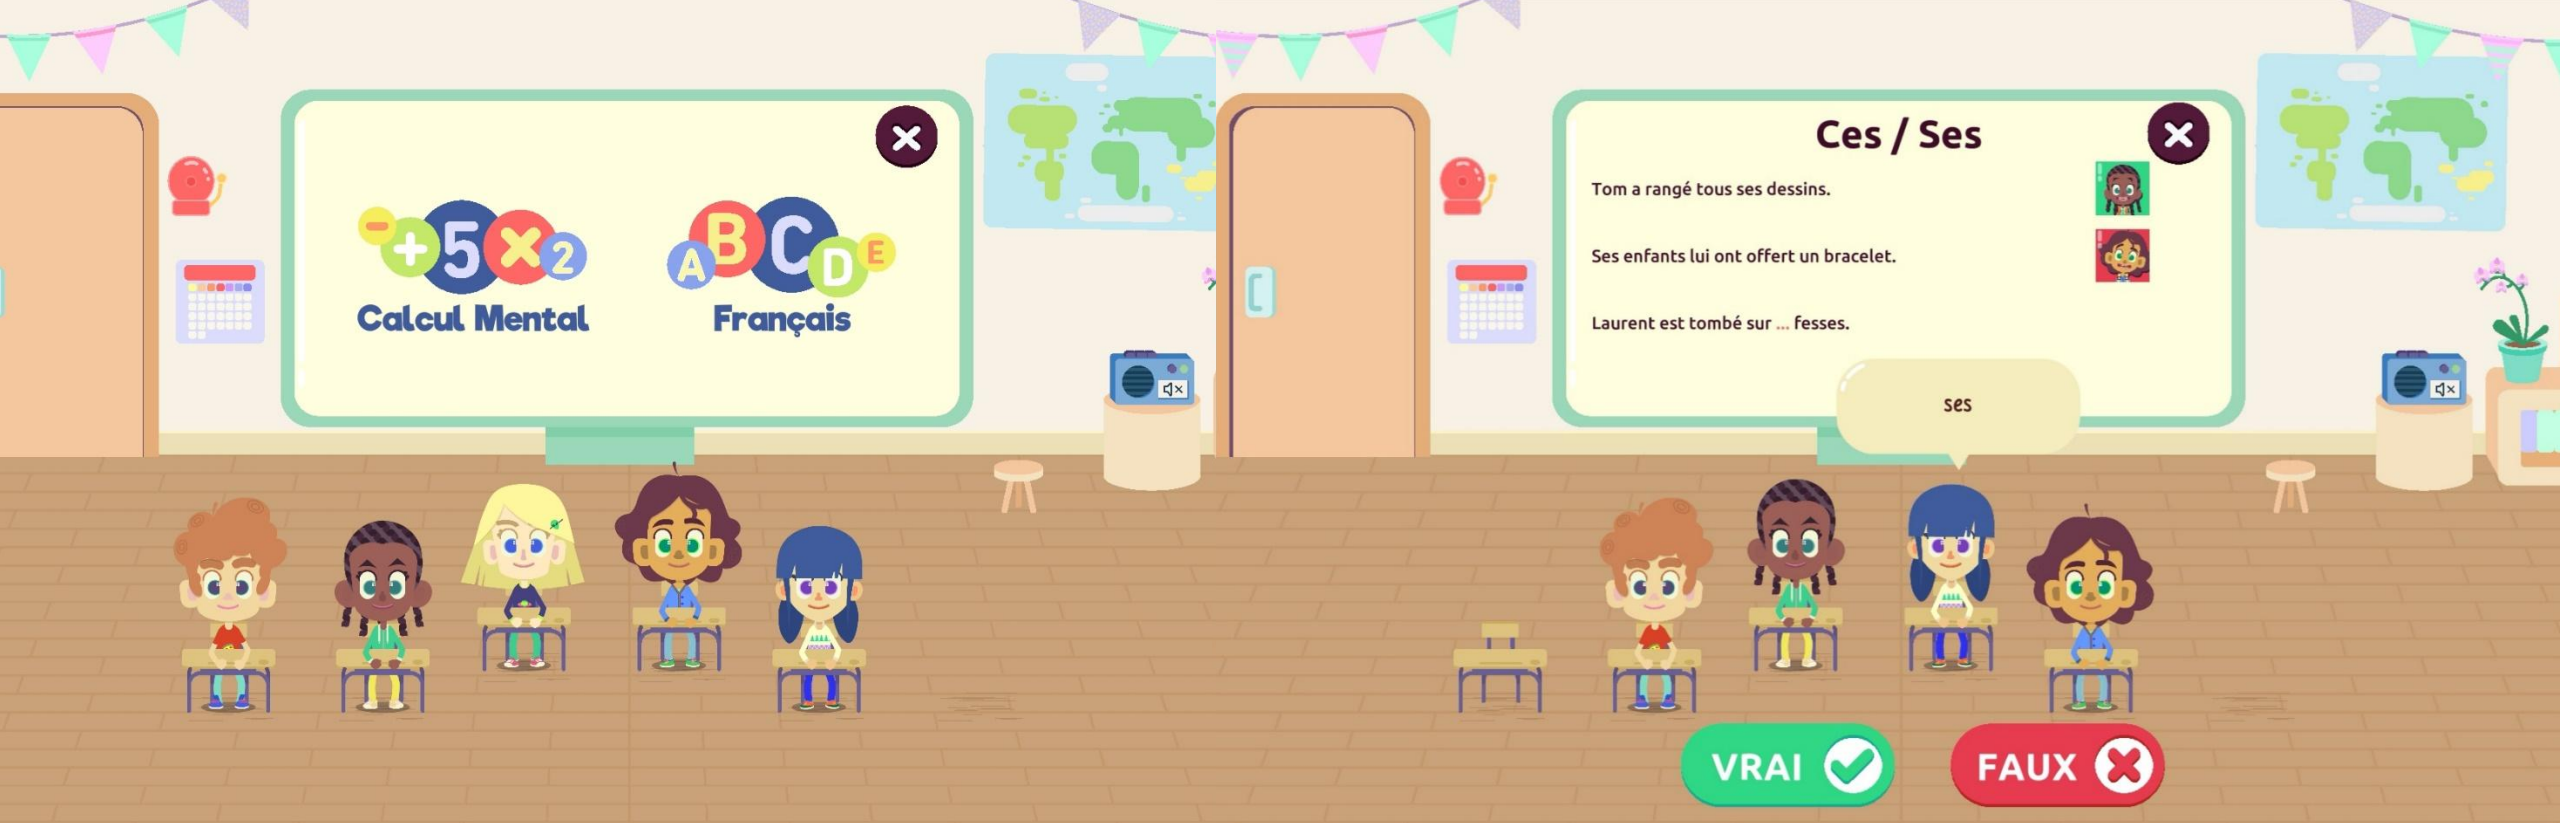 - + 5 × 2
Calcul Mental
A B C D E
Français
Ces / Ses
Tom a rangé tous ses dessins.
Ses enfants lui ont offert un bracelet.
Laurent est tombé sur ... fesses.
ses
VRAI
FAUX